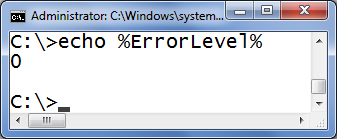 Administrator: C:\Windows\system...
C:\>echo %ErrorLevel%
0
C:\>